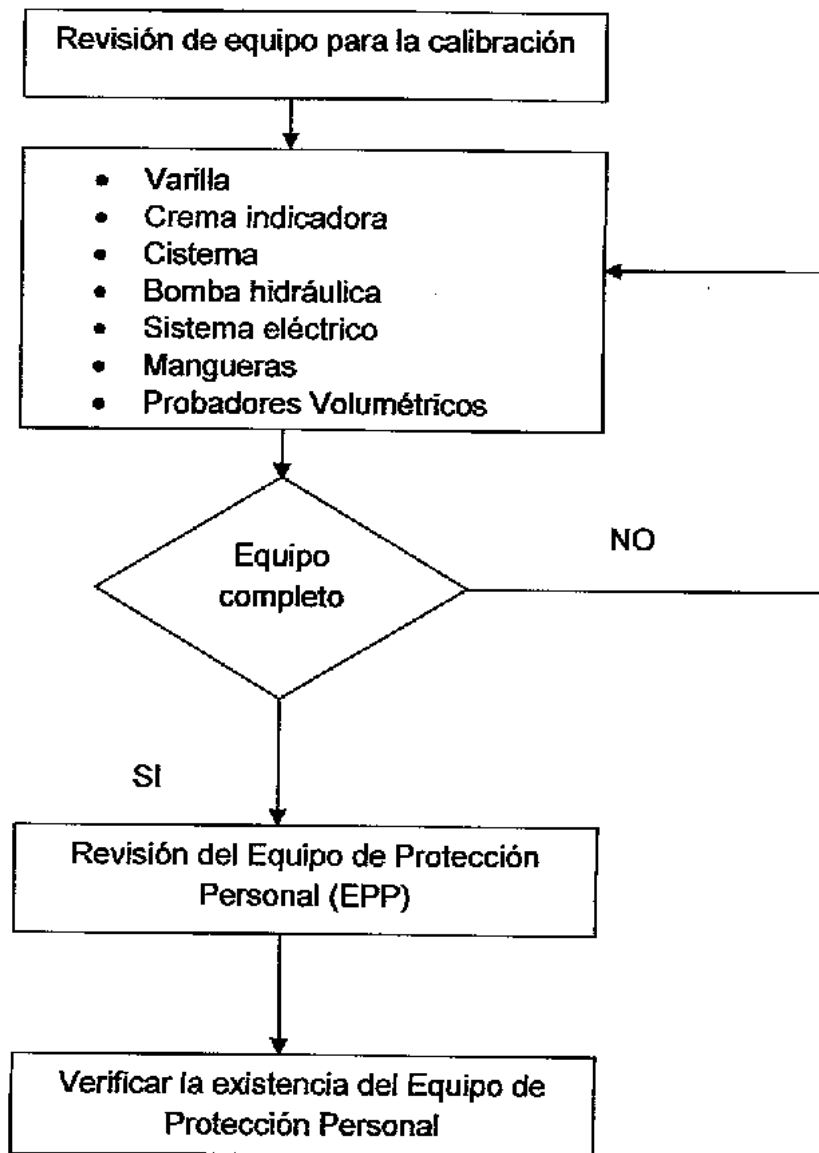 Revisión de equipo para la calibración
• Varilla
• Crema indicadora
• Cisterna
• Bomba hidráulica
• Sistema eléctrico
• Mangueras
• Probadores Volumétricos
Equipo
completo
NO
SI
Revisión del Equipo de Protección
Personal (EPP)
Verificar la existencia del Equipo de
Protección Personal